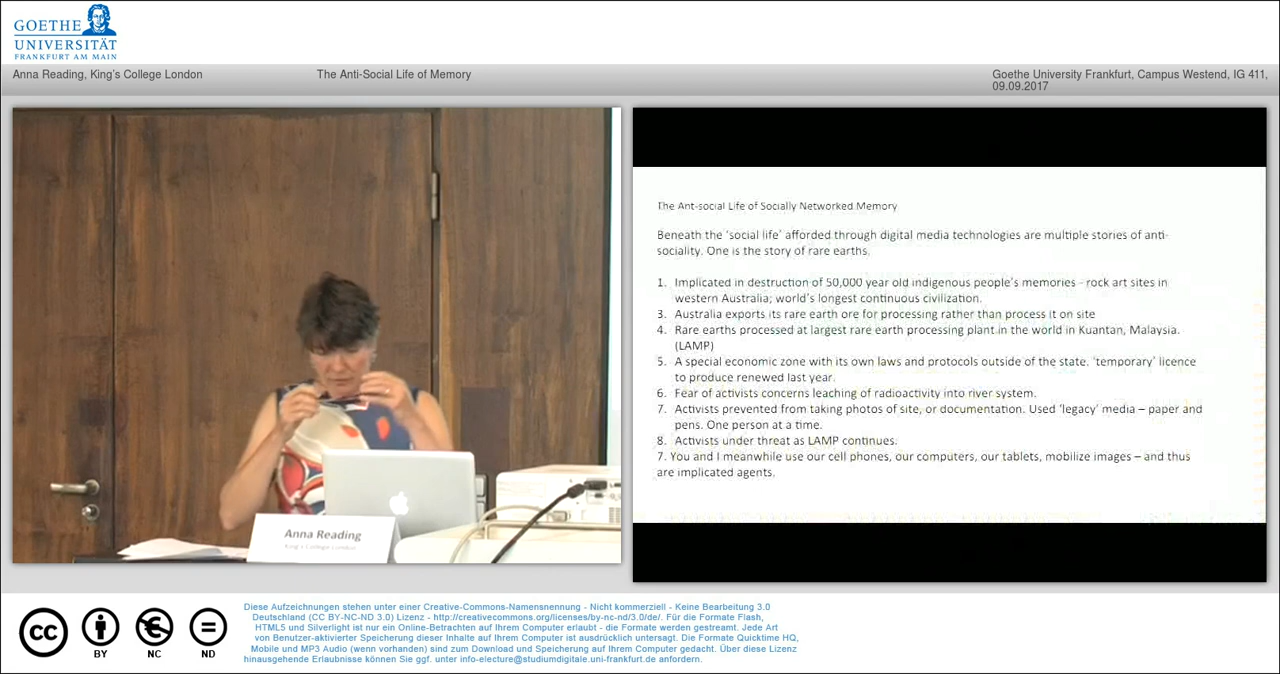 GOETHE
UNIVERSITÄT
FRANKFURT AM MAIN
Anna Reading, King's College London
The Anti-Social Life of Memory
Goethe University Frankfurt, Campus Westend, IG 411,
09.09.2017
Anna Reading
King's College London
The Ant-social Life of Socially Networked Memory
Beneath the 'social life' afforded through digital media technologies are multiple stories of anti-
sociality. One is the story of rare earths.
1. Implicated in destruction of 50,000 year old indigenous people's memories - rock art sites in
western Australia; world's longest continuous civilization.
3. Australia exports its rare earth ore for processing rather than process it on site
4. Rare earths processed at largest rare earth processing plant in the world in Kuantan, Malaysia.
(LAMP)
5. A special economic zone with its own laws and protocols outside of the state. 'temporary' licence
to produce renewed last year.
6. Fear of activists concerns leaching of radioactivity into river system.
7. Activists prevented from taking photos of site, or documentation. Used 'legacy' media – paper and
pens. One person at a time.
8. Activists under threat as LAMP continues.
7. You and I meanwhile use our cell phones, our computers, our tablets, mobilize images – and thus
are implicated agents.
cc
BY
NC
ND
Diese Aufzeichnungen stehen unter einer Creative-Commons-Namensnennung - Nicht kommerziell - Keine Bearbeitung 3.0
Deutschland (CC BY-NC-ND 3.0) Lizenz - http://creativecommons.org/licenses/by-nc-nd/3.0/de/. Für die Formate Flash,
HTML5 und Silverlight ist nur ein Online-Betrachten auf Ihrem Computer erlaubt - die Formate werden gestreamt. Jede Art
von Benutzer-aktivierter Speicherung dieser Inhalte auf Ihrem Computer ist ausdrücklich untersagt. Die Formate Quicktime HQ,
Mobile und MP3 Audio (wenn vorhanden) sind zum Download und Speicherung auf Ihrem Computer gedacht. Über diese Lizenz
hinausgehende Erlaubnisse können Sie ggf. unter info-electure@studiumdigitale.uni-frankfurt.de anfordern.